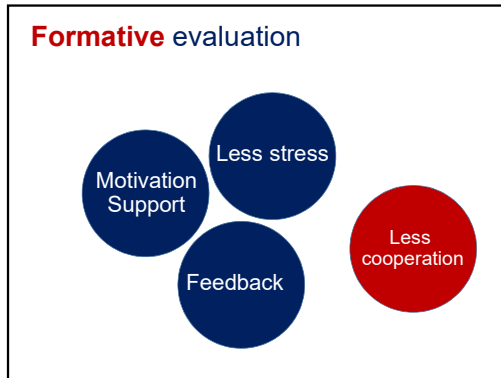 Formative evaluation
Less stress
Motivation
Support
Feedback
Less
cooperation